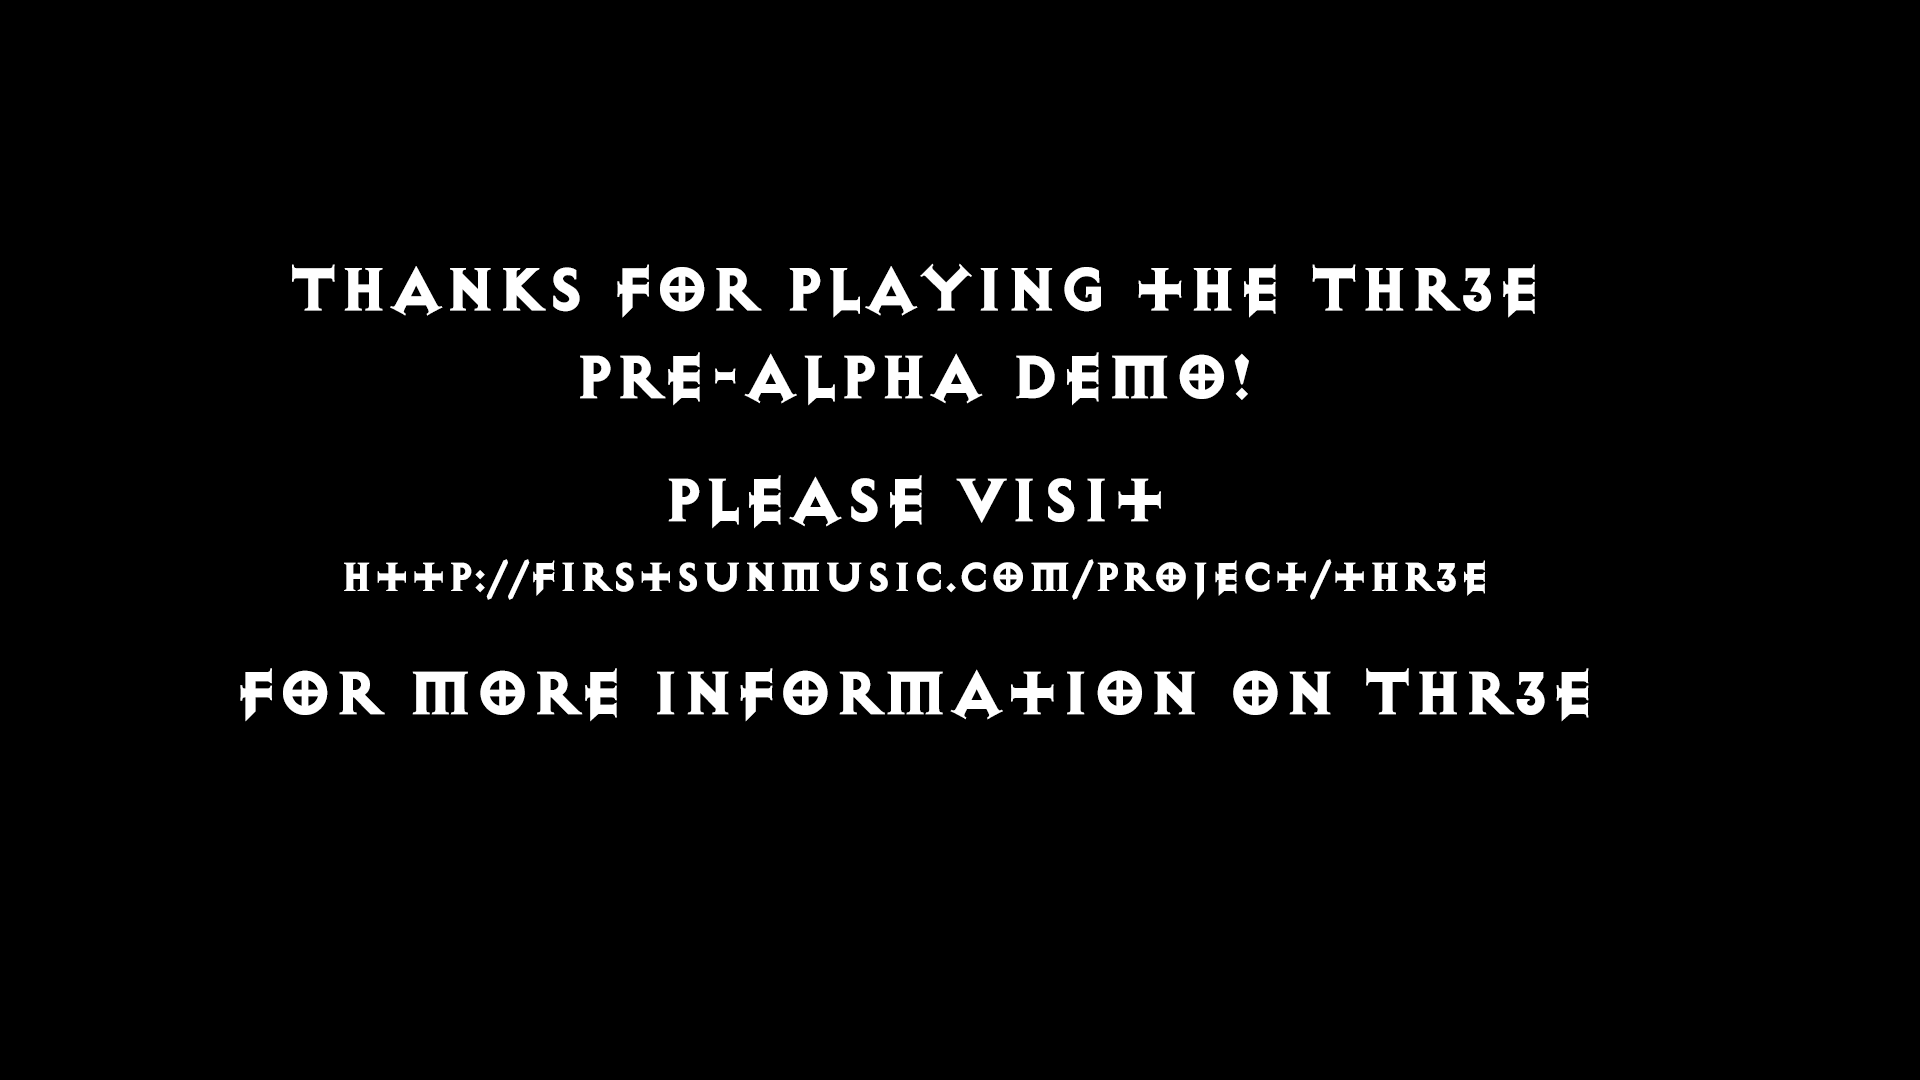 THANKS FOR PLAYING THE THR3E
PRE-ALPHA DEMO!
PLEASE VISIT
HTTP://FIRSTSUNMUSIC.COM/PROJECT/THR3E
FOR MORE INFORMATION ON THR3E